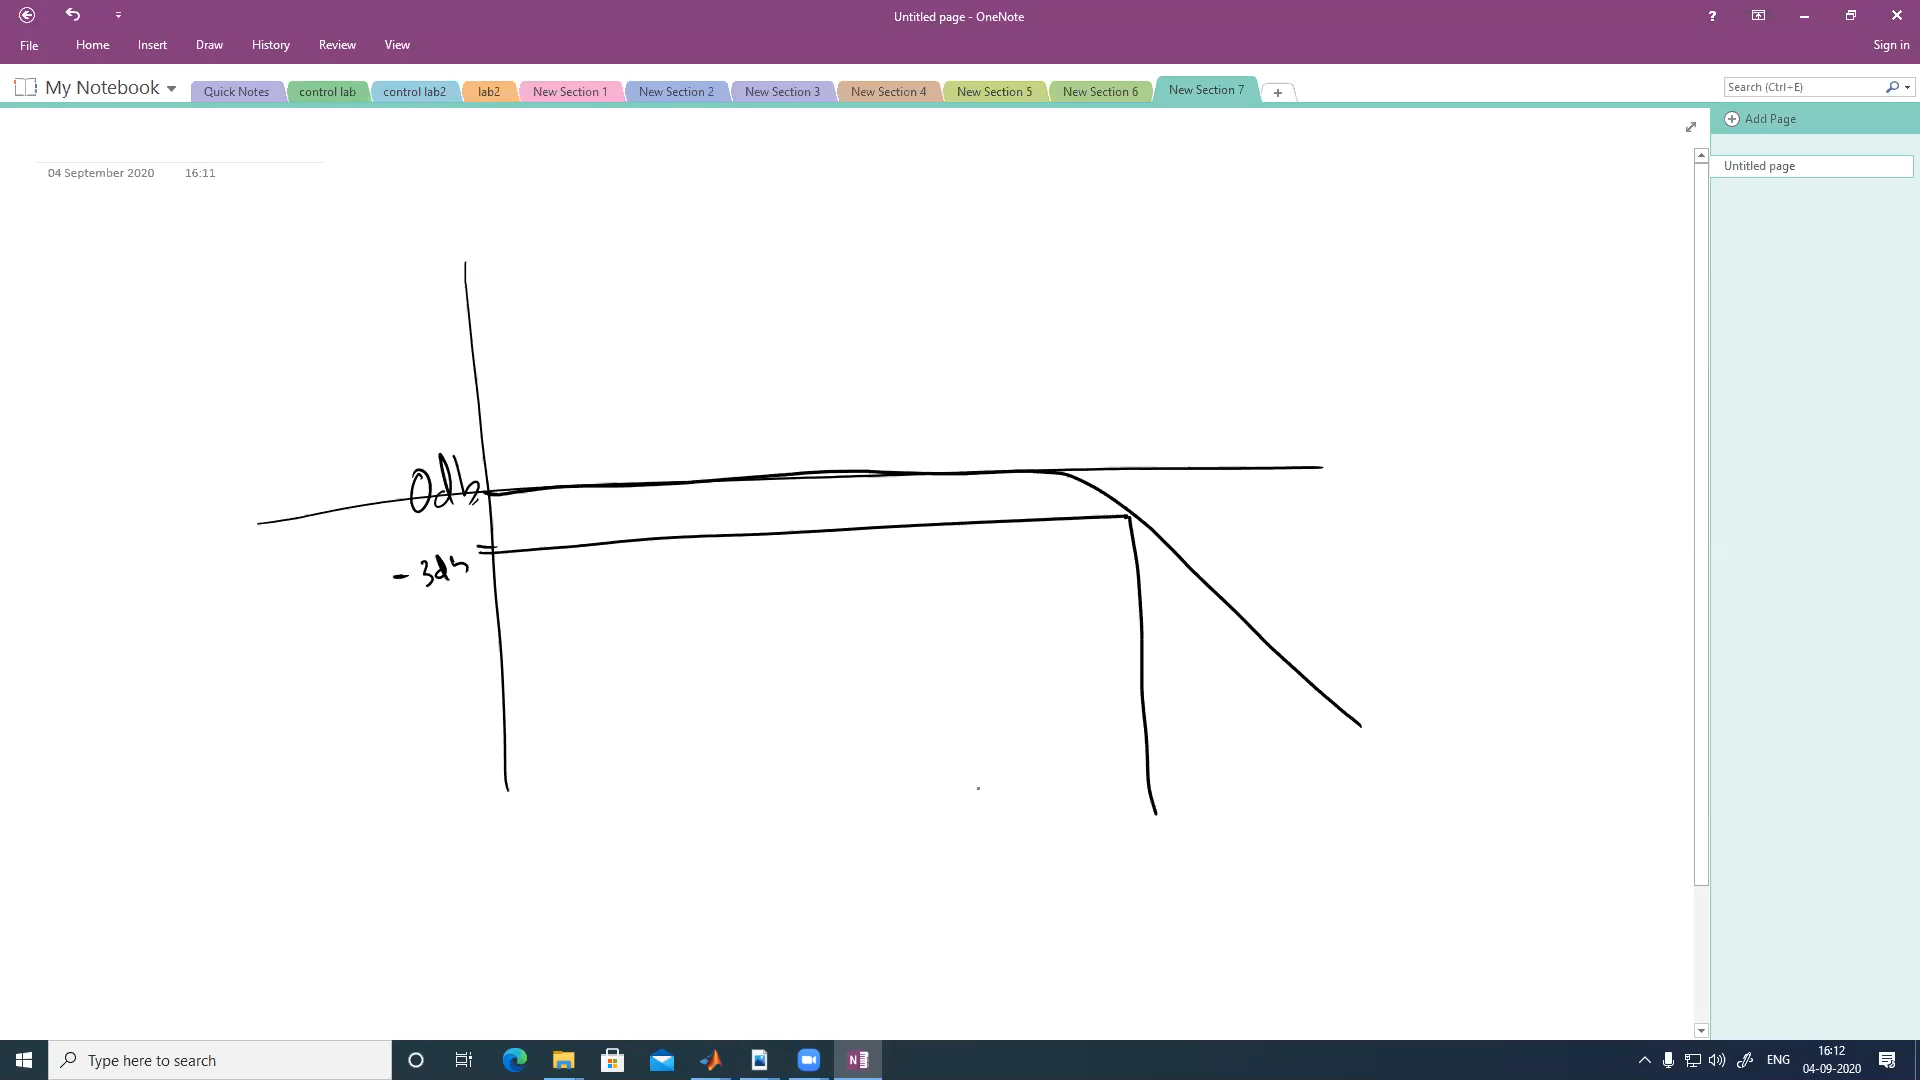 Untitled page - OneNote
File Home Insert Draw History Review View Sign in
My Notebook Quick Notes control lab control lab2 lab2 New Section 1 New Section 2 New Section 3 New Section 4 New Section 5 New Section 6 New Section 7 Search (Ctrl+E)
Add Page
Untitled page
04 September 2020 16:11
0db
- 3db
Type here to search ENG 16:12
04-09-2020